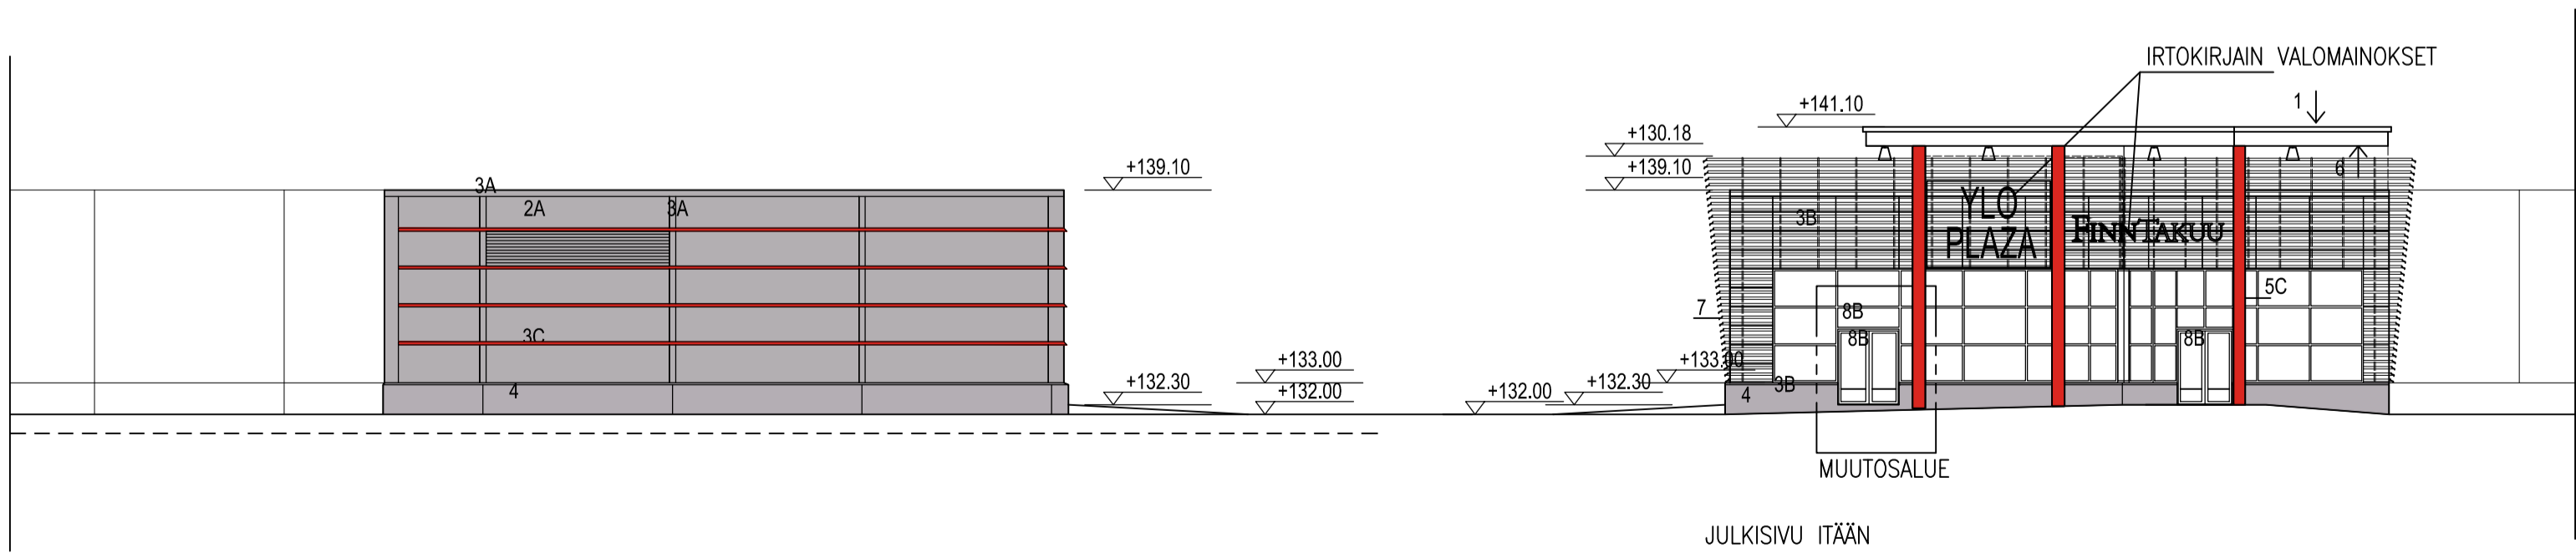 IRTOKIRJAIN VALOMAINOKSET
1
+141.10
+130.18
+139.10
+139.10
6
3A
2A
3A
YLO
PLAZA
3B
FINNTAKUU
5C
7
8B
3C
8B
8B
+133.00
+133.00
+132.30
+132.00
+132.00
+132.30
3B
4
4
MUUTOSALUE
JULKISIVU ITÄÄN